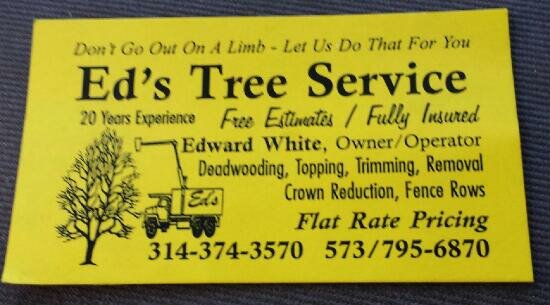 Don't Go Out On A Limb - Let Us Do That For You
Ed's Tree Service
20 Years Experience Free Estimates / Fully Insured
Edward White, Owner/Operator
Deadwooding, Topping, Trimming, Removal
Crown Reduction, Fence Rows
Ed's
Flat Rate Pricing
314-374-3570 573/795-6870